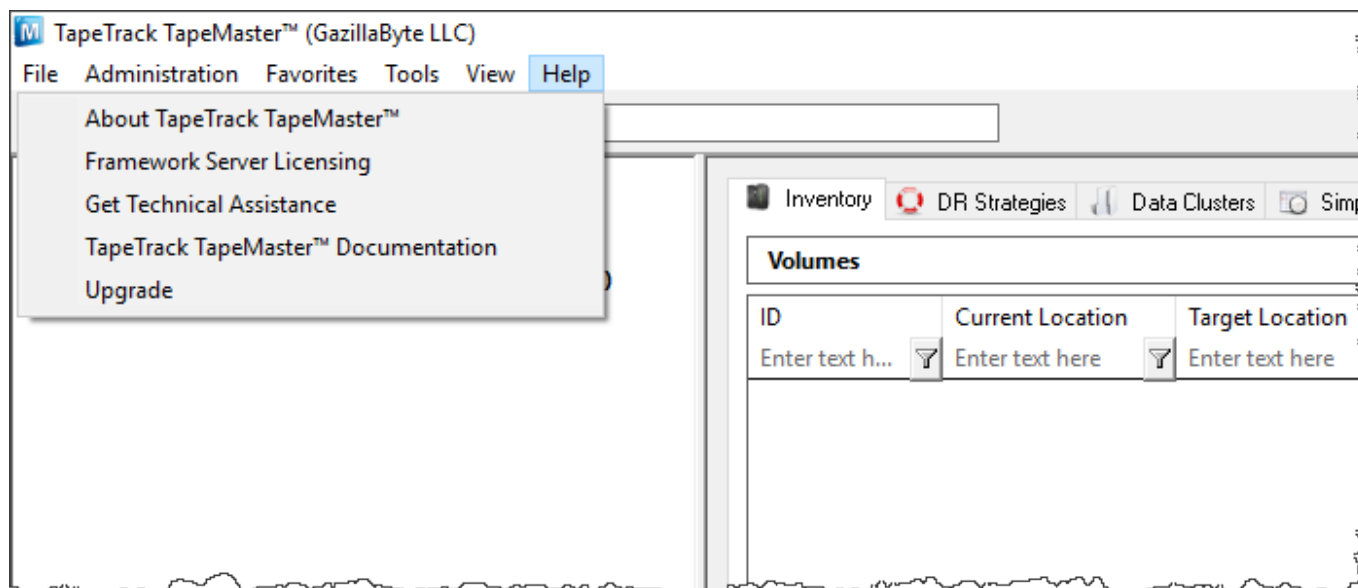 TapeTrack TapeMaster™ (GazillaByte LLC)
File Administration Favorites Tools View Help
About TapeTrack TapeMaster™
Framework Server Licensing
Get Technical Assistance
TapeTrack TapeMaster™ Documentation
Upgrade
Inventory DR Strategies Data Clusters
Volumes
ID Current Location Target Location
Enter text h... Enter text here Enter text here